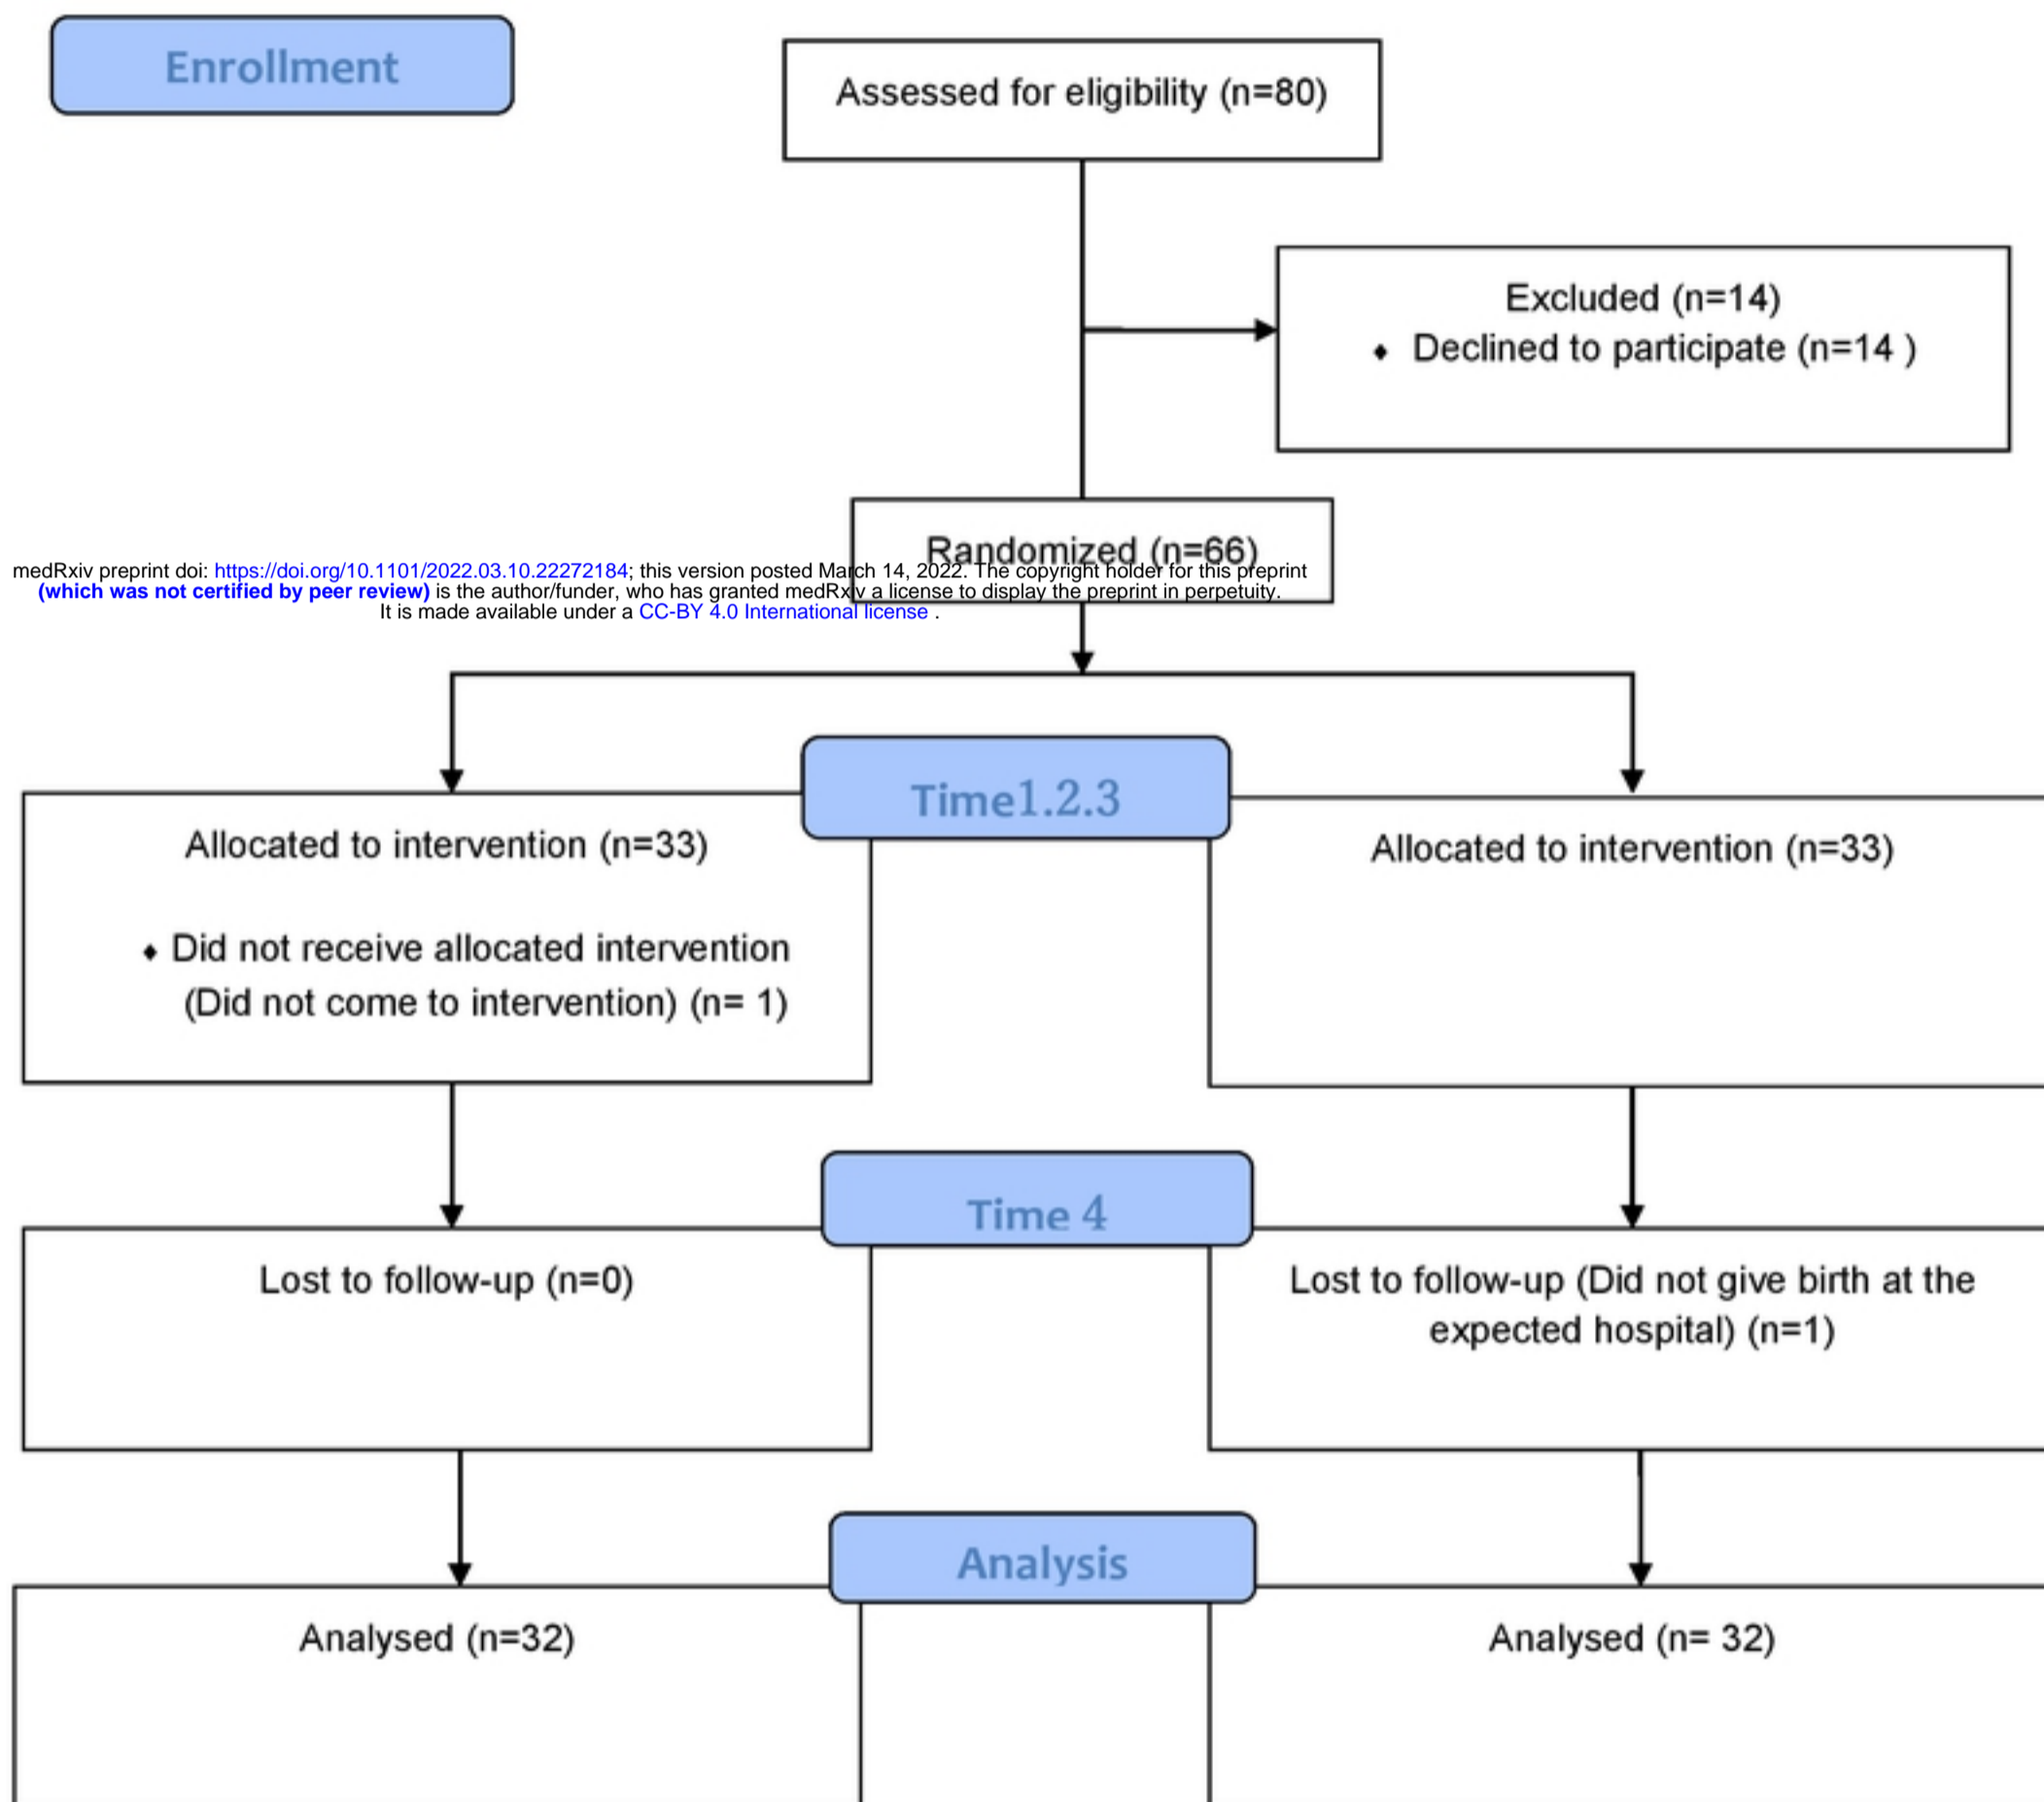 Enrollment
Assessed for eligibility (n=80)
Excluded (n=14)
♦ Declined to participate (n=14 )
Randomized (n=66)
medRxiv preprint doi: https://doi.org/10.1101/2022.03.10.22272184; this version posted March 14, 2022. The copyright holder for this preprint
(which was not certified by peer review) is the author/funder, who has granted medRxiv a license to display the preprint in perpetuity.
It is made available under a CC-BY 4.0 International license .
Time1.2.3
Allocated to intervention (n=33)
♦ Did not receive allocated intervention
(Did not come to intervention) (n= 1)
Allocated to intervention (n=33)
Time 4
Lost to follow-up (n=0)
Lost to follow-up (Did not give birth at the
expected hospital) (n=1)
Analysis
Analysed (n=32)
Analysed (n= 32)